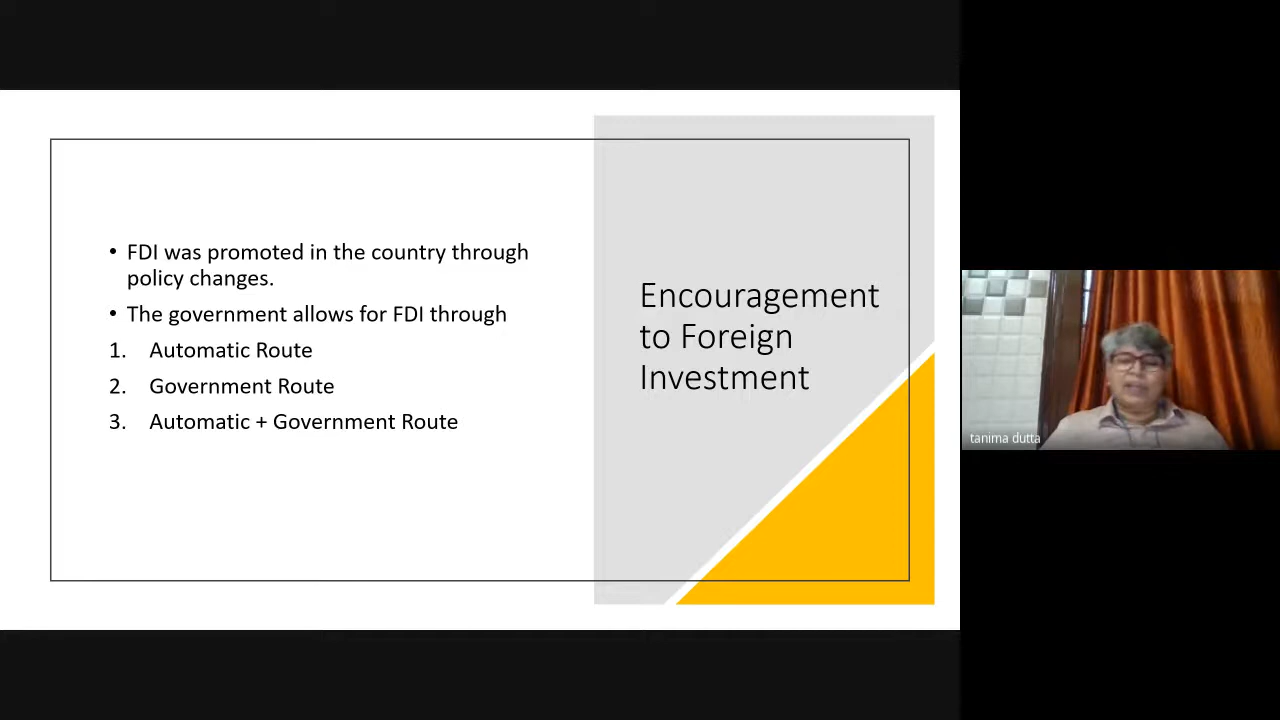 • FDI was promoted in the country through
policy changes.
• The government allows for FDI through
1. Automatic Route
2. Government Route
3. Automatic + Government Route
Encouragement
to Foreign
Investment
tanima dutta